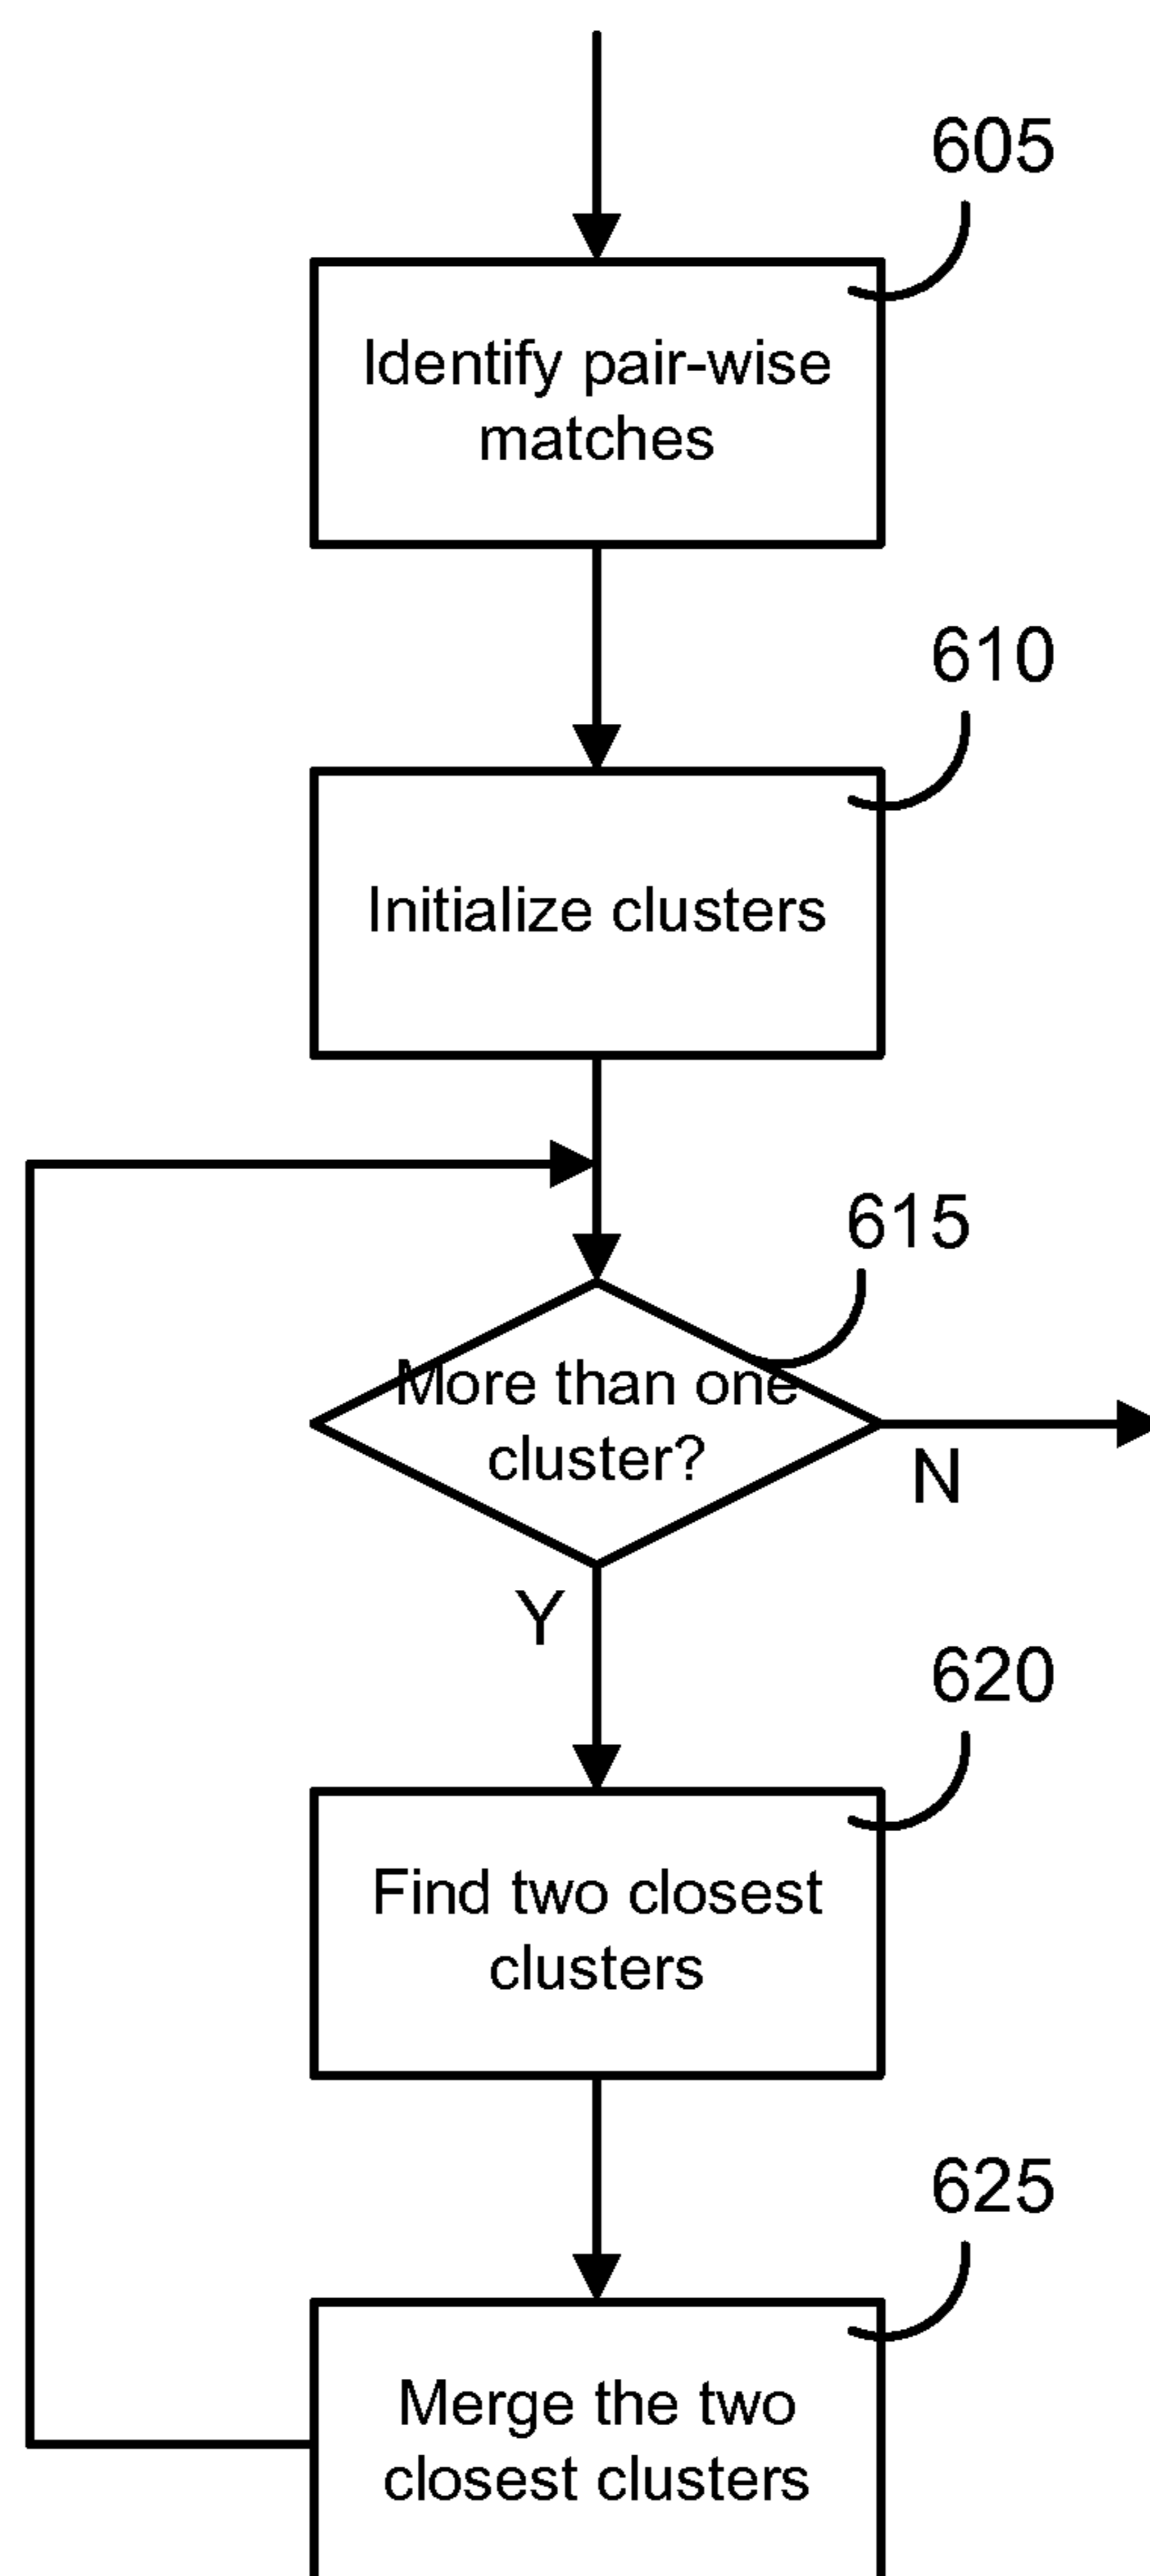 605
Identify pair-wise
matches
610
Initialize clusters
615
More than one
cluster?
N
Y
620
Find two closest
clusters
625
Merge the two
closest clusters